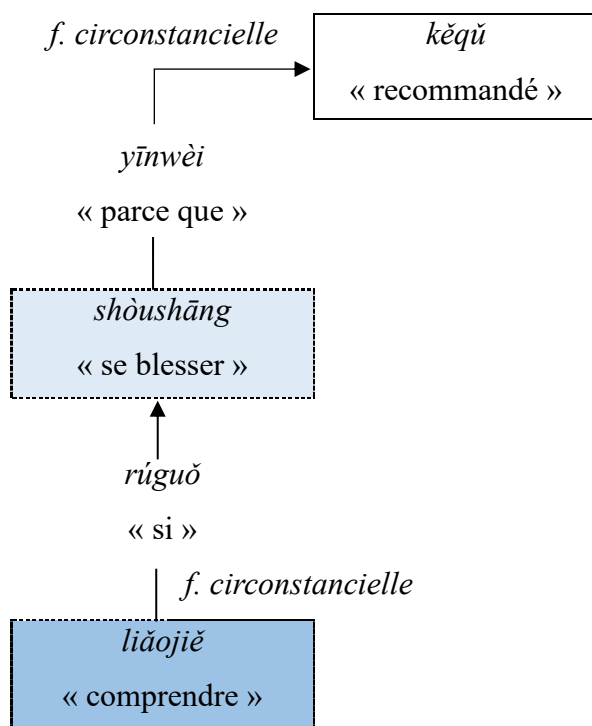 f. circonstancielle
kěqǔ
« recommandé »
yīnwèi
« parce que »
shòushāng
« se blesser »
rúguǒ
« si »
f. circonstancielle
liǎojiě
« comprendre »